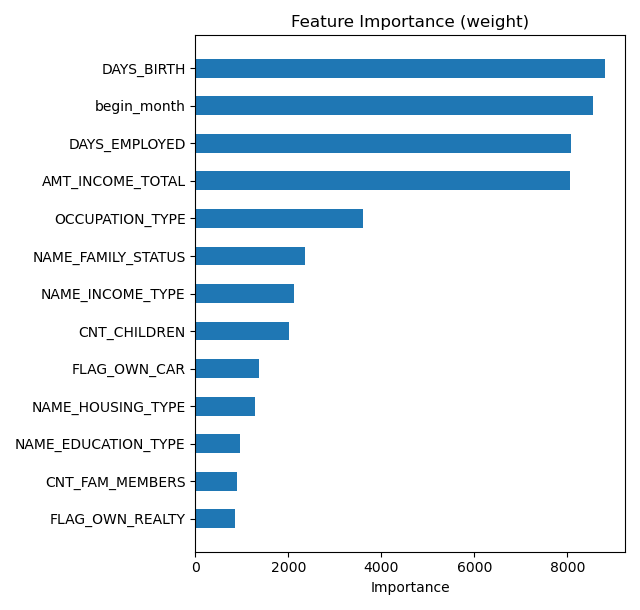 Feature Importance (weight)
DAYS_BIRTH
begin_month
DAYS_EMPLOYED
AMT_INCOME_TOTAL
OCCUPATION_TYPE
NAME_FAMILY_STATUS
NAME_INCOME_TYPE
CNT_CHILDREN
FLAG_OWN_CAR
NAME_HOUSING_TYPE
NAME_EDUCATION_TYPE
CNT_FAM_MEMBERS
FLAG_OWN_REALTY
0 2000 4000 6000 8000
Importance